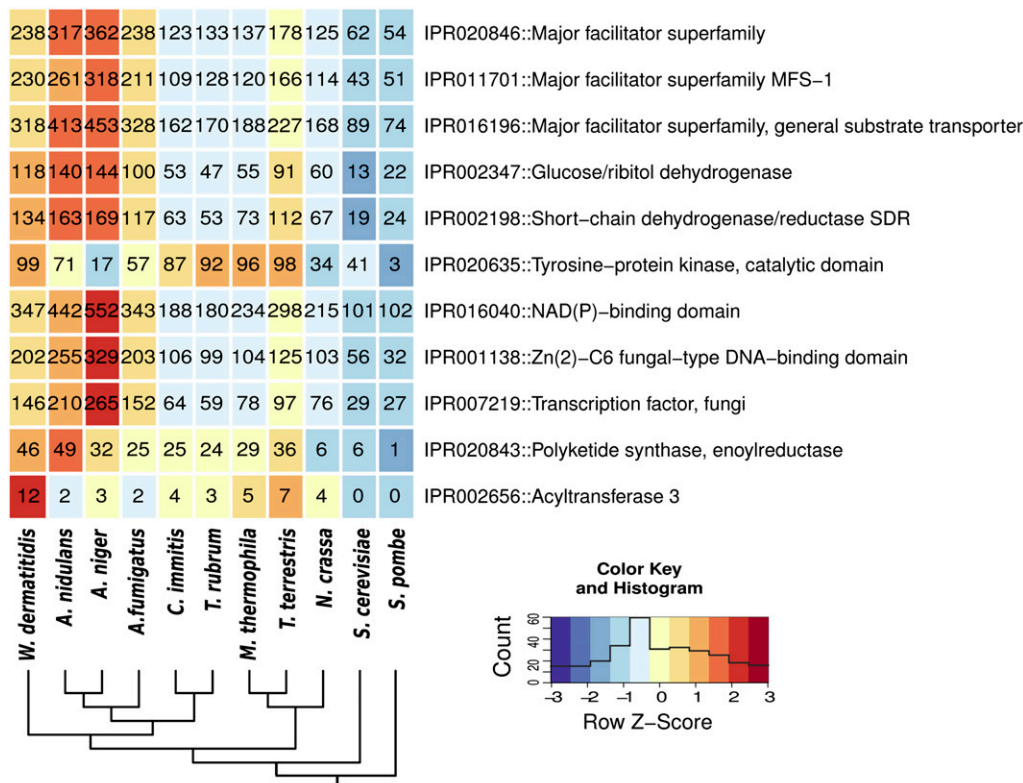 238 317 362 238 123 133 137 178 125 62 54 IPR020846::Major facilitator superfamily
230 261 318 211 109 128 120 166 114 43 51 IPR011701::Major facilitator superfamily MFS−1
318 413 453 328 162 170 188 227 168 89 74 IPR016196::Major facilitator superfamily, general substrate transporter
118 140 144 100 53 47 55 91 60 13 22 IPR002347::Glucose/ribitol dehydrogenase
134 163 169 117 63 53 73 112 67 19 24 IPR002198::Short−chain dehydrogenase/reductase SDR
99 71 17 57 87 92 96 98 34 41 3 IPR020635::Tyrosine−protein kinase, catalytic domain
347 442 552 343 188 180 234 298 215 101 102 IPR016040::NAD(P)−binding domain
202 255 329 203 106 99 104 125 103 56 32 IPR001138::Zn(2)−C6 fungal−type DNA−binding domain
146 210 265 152 64 59 78 97 76 29 27 IPR007219::Transcription factor, fungi
46 49 32 25 25 24 29 36 6 6 1 IPR020843::Polyketide synthase, enoylreductase
12 2 3 2 4 3 5 7 4 0 0 IPR002656::Acyltransferase 3
W. dermatitidis
A. nidulans
A. niger
A.fumigatus
C. immitis
T. rubrum
M. thermophila
T. terrestris
N. crassa
S. cerevisiae
S. pombe
Color Key
and Histogram
Count
0 20 40 60
−3 −2 −1 0 1 2 3
Row Z−Score